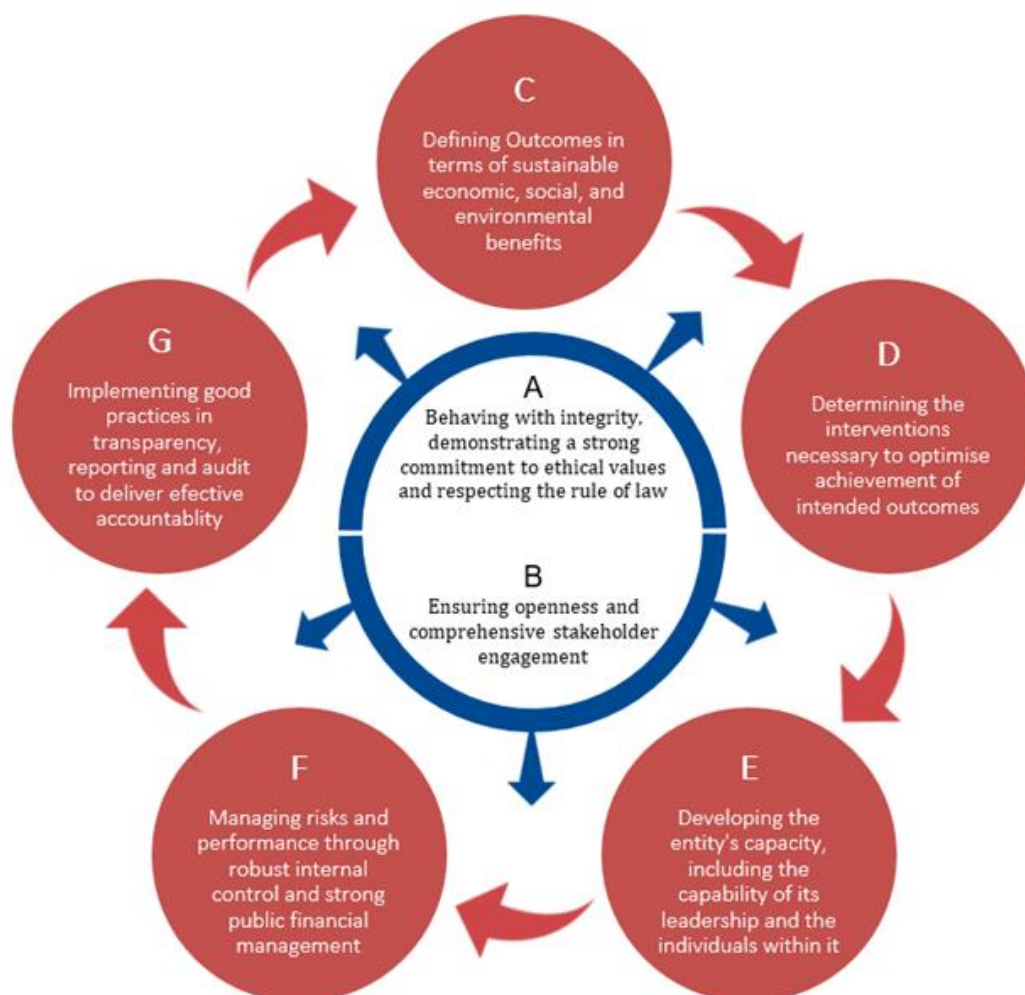 C
Defining Outcomes in
terms of sustainable
economic, social, and
environmental
benefits
G
Implementing good
practices in
transparency,
reporting and audit
to deliver efective
accountablity
A
Behaving with integrity,
demonstrating a strong
commitment to ethical values
and respecting the rule of law
D
Determining the
interventions
necessary to optimise
achievement of
intended outcomes
B
Ensuring openness and
comprehensive stakeholder
engagement
F
Managing risks and
performance through
robust internal
control and strong
public financial
management
E
Developing the
entity's capacity,
including the
capability of its
leadership and the
individuals within it